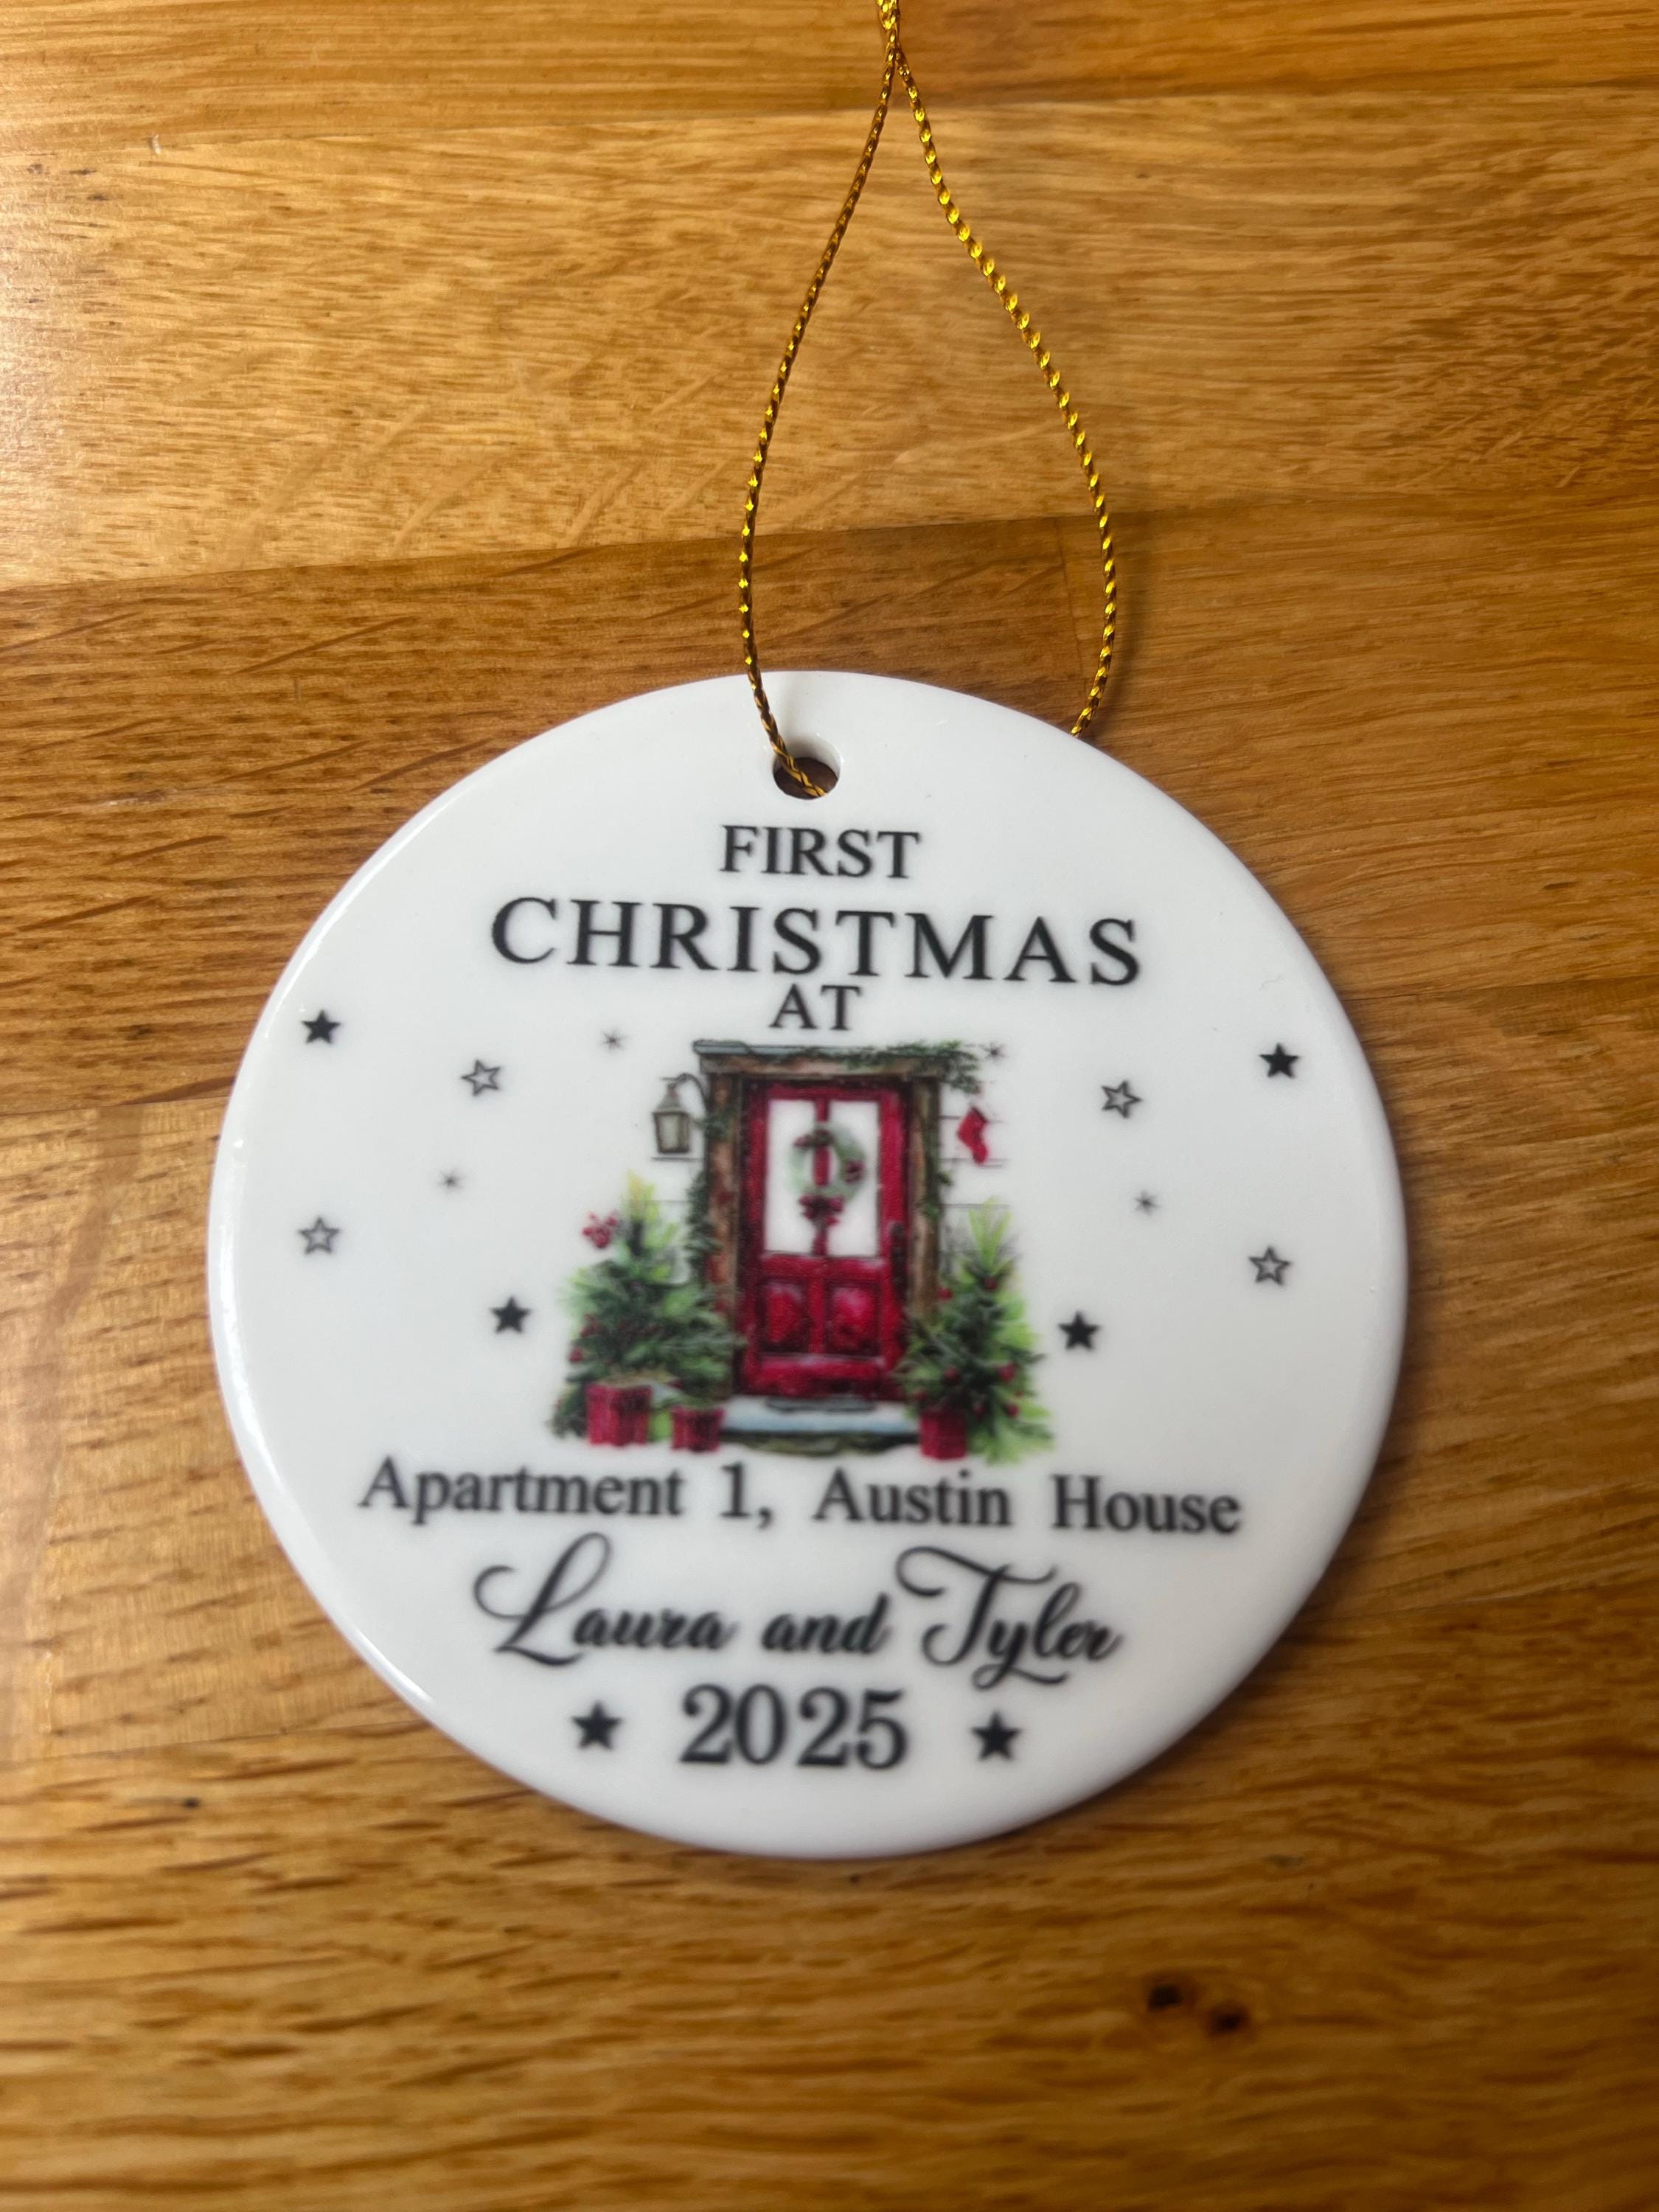 FIRST
CHRISTMAS
AT
Apartment 1, Austin House
Laura and Tyler
2025